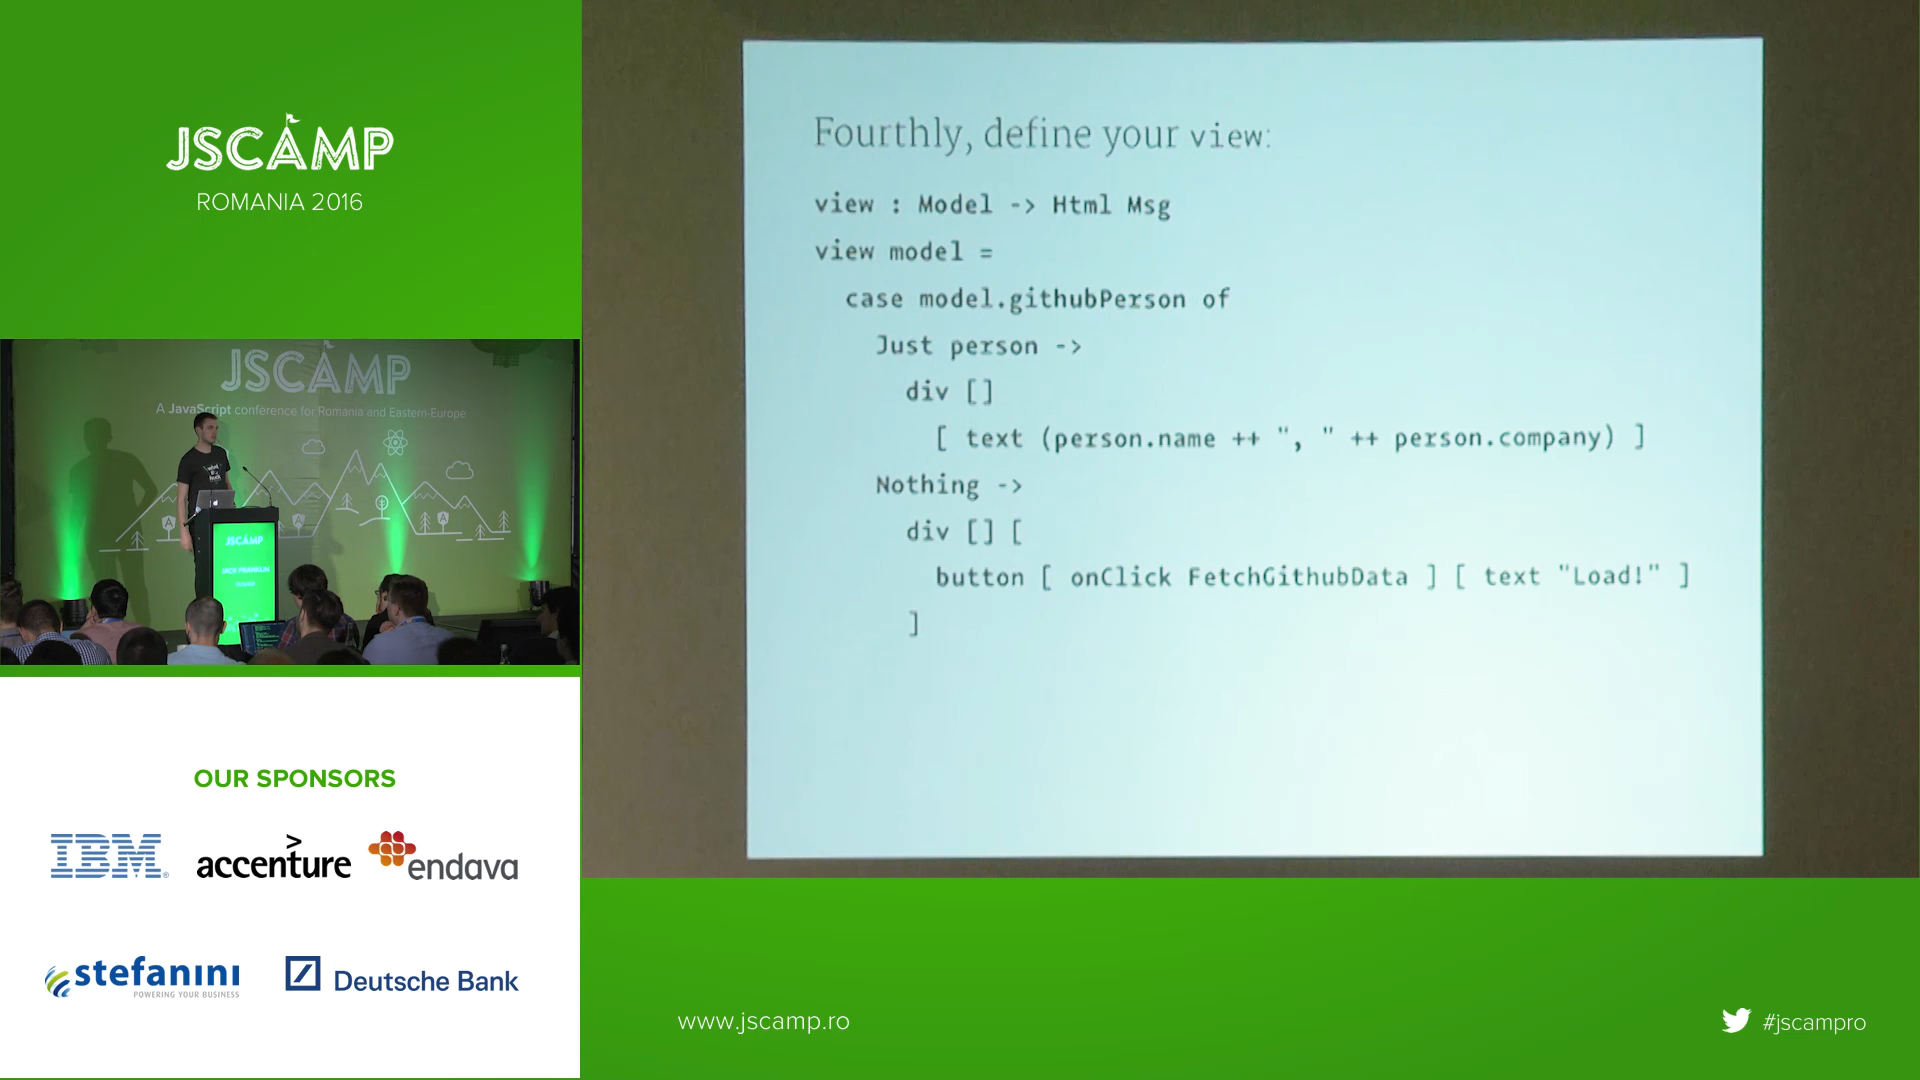 JSCAMP
ROMANIA 2016
JSCAMP
A JavaScript conference for Romania and Eastern-Europe
JSCAMP
JACK FRANKLIN
OUR SPONSORS
IBM®
accenture
endava
stefanini
POWERING YOUR BUSINESS
Deutsche Bank
Fourthly, define your view:
view : Model -> Html Msg
view model =
case model.githubPerson of
Just person ->
div []
[ text (person.name ++ ", " ++ person.company) ]
Nothing ->
div [] [
button [ onClick FetchGithubData ] [ text "Load!" ]
]
www.jscamp.ro
#jscampro